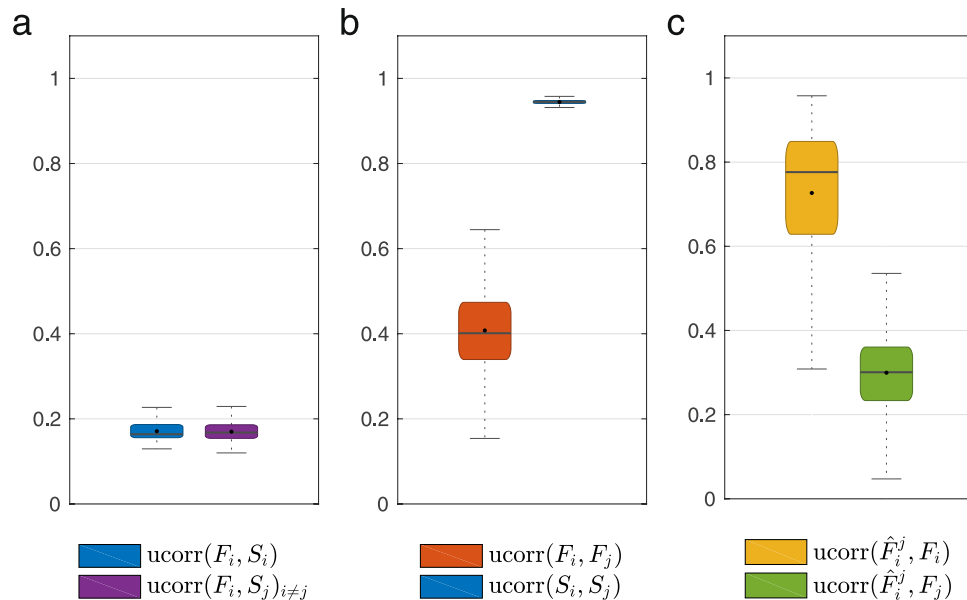 a
b
c
1
0.8
0.6
0.4
0.2
0
1
0.8
0.6
0.4
0.2
0
1
0.8
0.6
0.4
0.2
0
ucorr(F_i, S_i)
ucorr(F_i, S_j)_{i≠j}
ucorr(F_i, F_j)
ucorr(S_i, S_j)
ucorr(F̂_i^j, F_i)
ucorr(F̂_i^j, F_j)